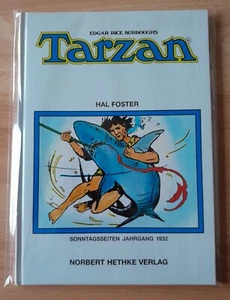 EDGAR RICE BURROUGHS
TARZAN
HAL FOSTER
SONNTAGSSEITEN JAHRGANG 1932
NORBERT HETHKE VERLAG